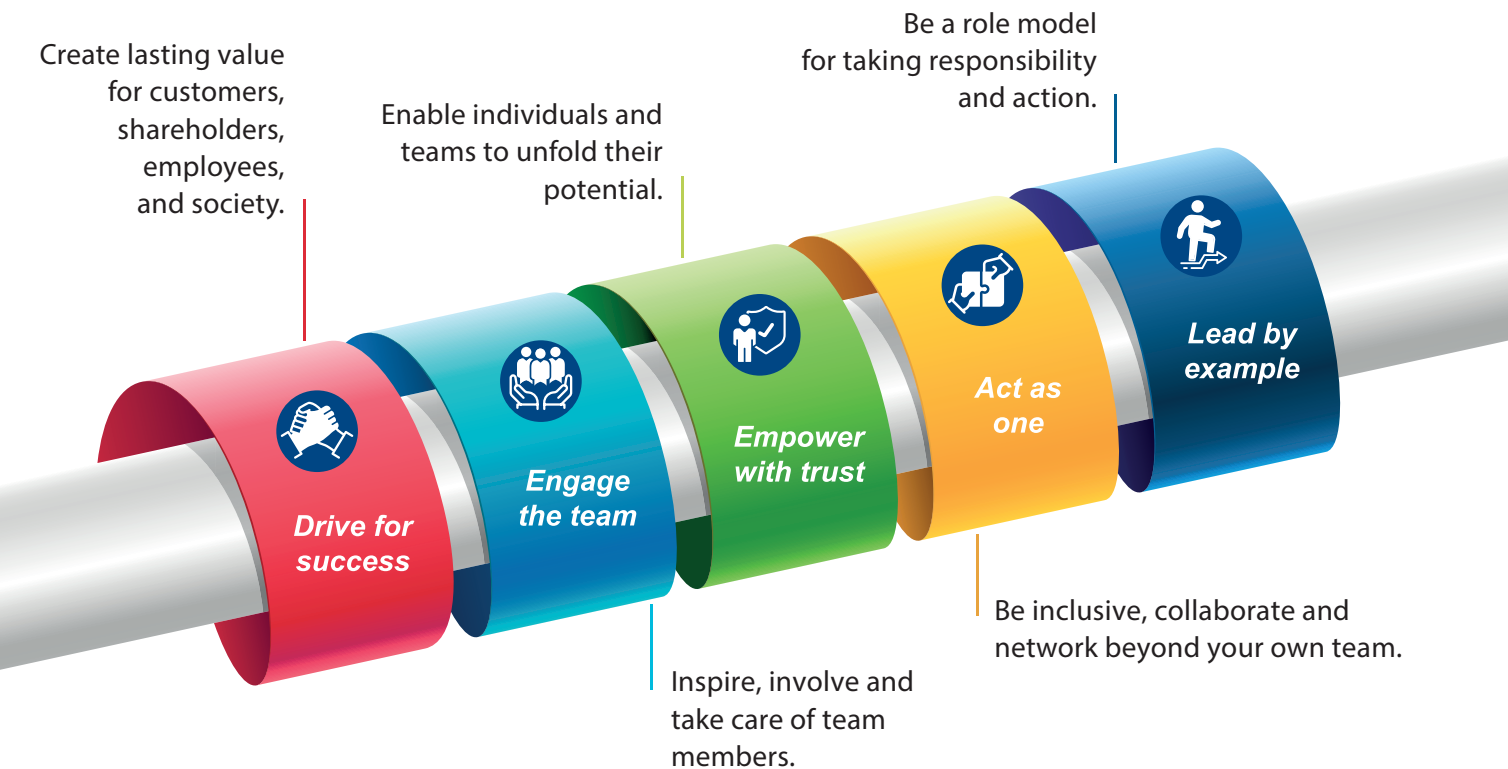 Create lasting value
for customers,
shareholders,
employees,
and society.
Enable individuals and
teams to unfold their
potential.
Be a role model
for taking responsibility
and action.
Drive for
success
Engage
the team
Empower
with trust
Act as
one
Lead by
example
Inspire, involve and
take care of team
members.
Be inclusive, collaborate and
network beyond your own team.